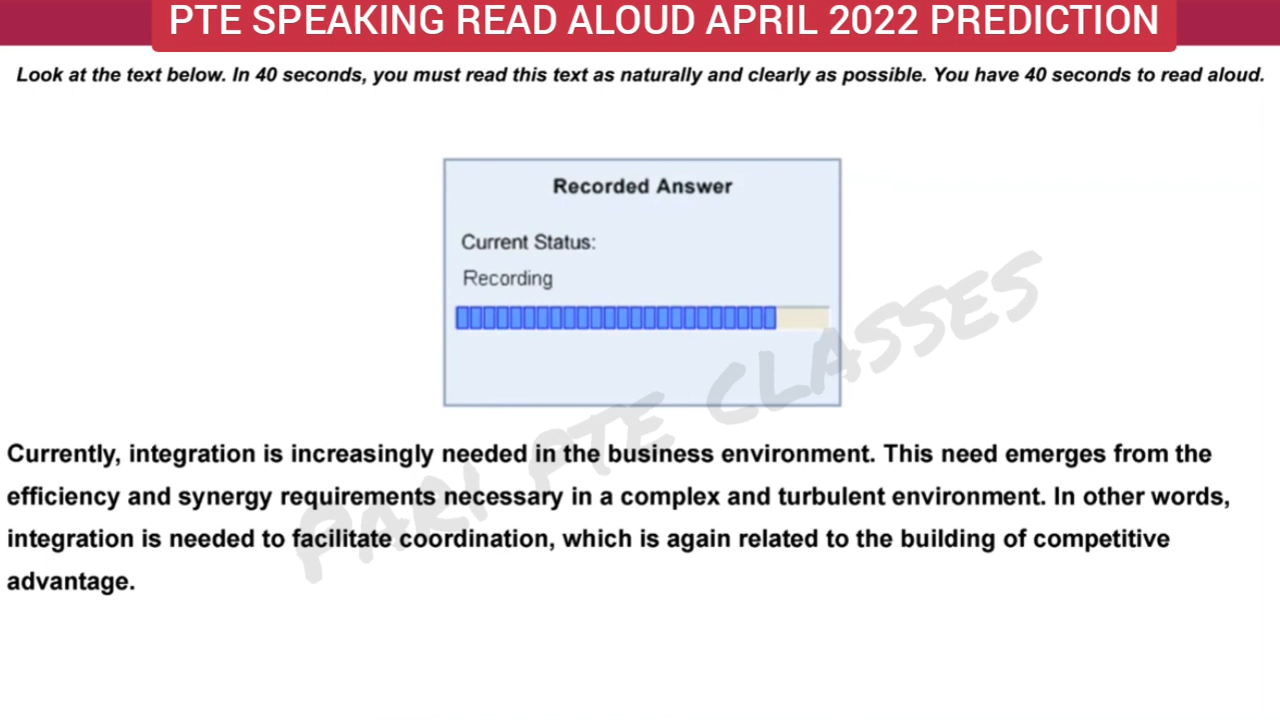 PTE SPEAKING READ ALOUD APRIL 2022 PREDICTION
Look at the text below. In 40 seconds, you must read this text as naturally and clearly as possible. You have 40 seconds to read aloud.
Recorded Answer
Current Status:
Recording
PARI PTE CLASSES
Currently, integration is increasingly needed in the business environment. This need emerges from the
efficiency and synergy requirements necessary in a complex and turbulent environment. In other words,
integration is needed to facilitate coordination, which is again related to the building of competitive
advantage.